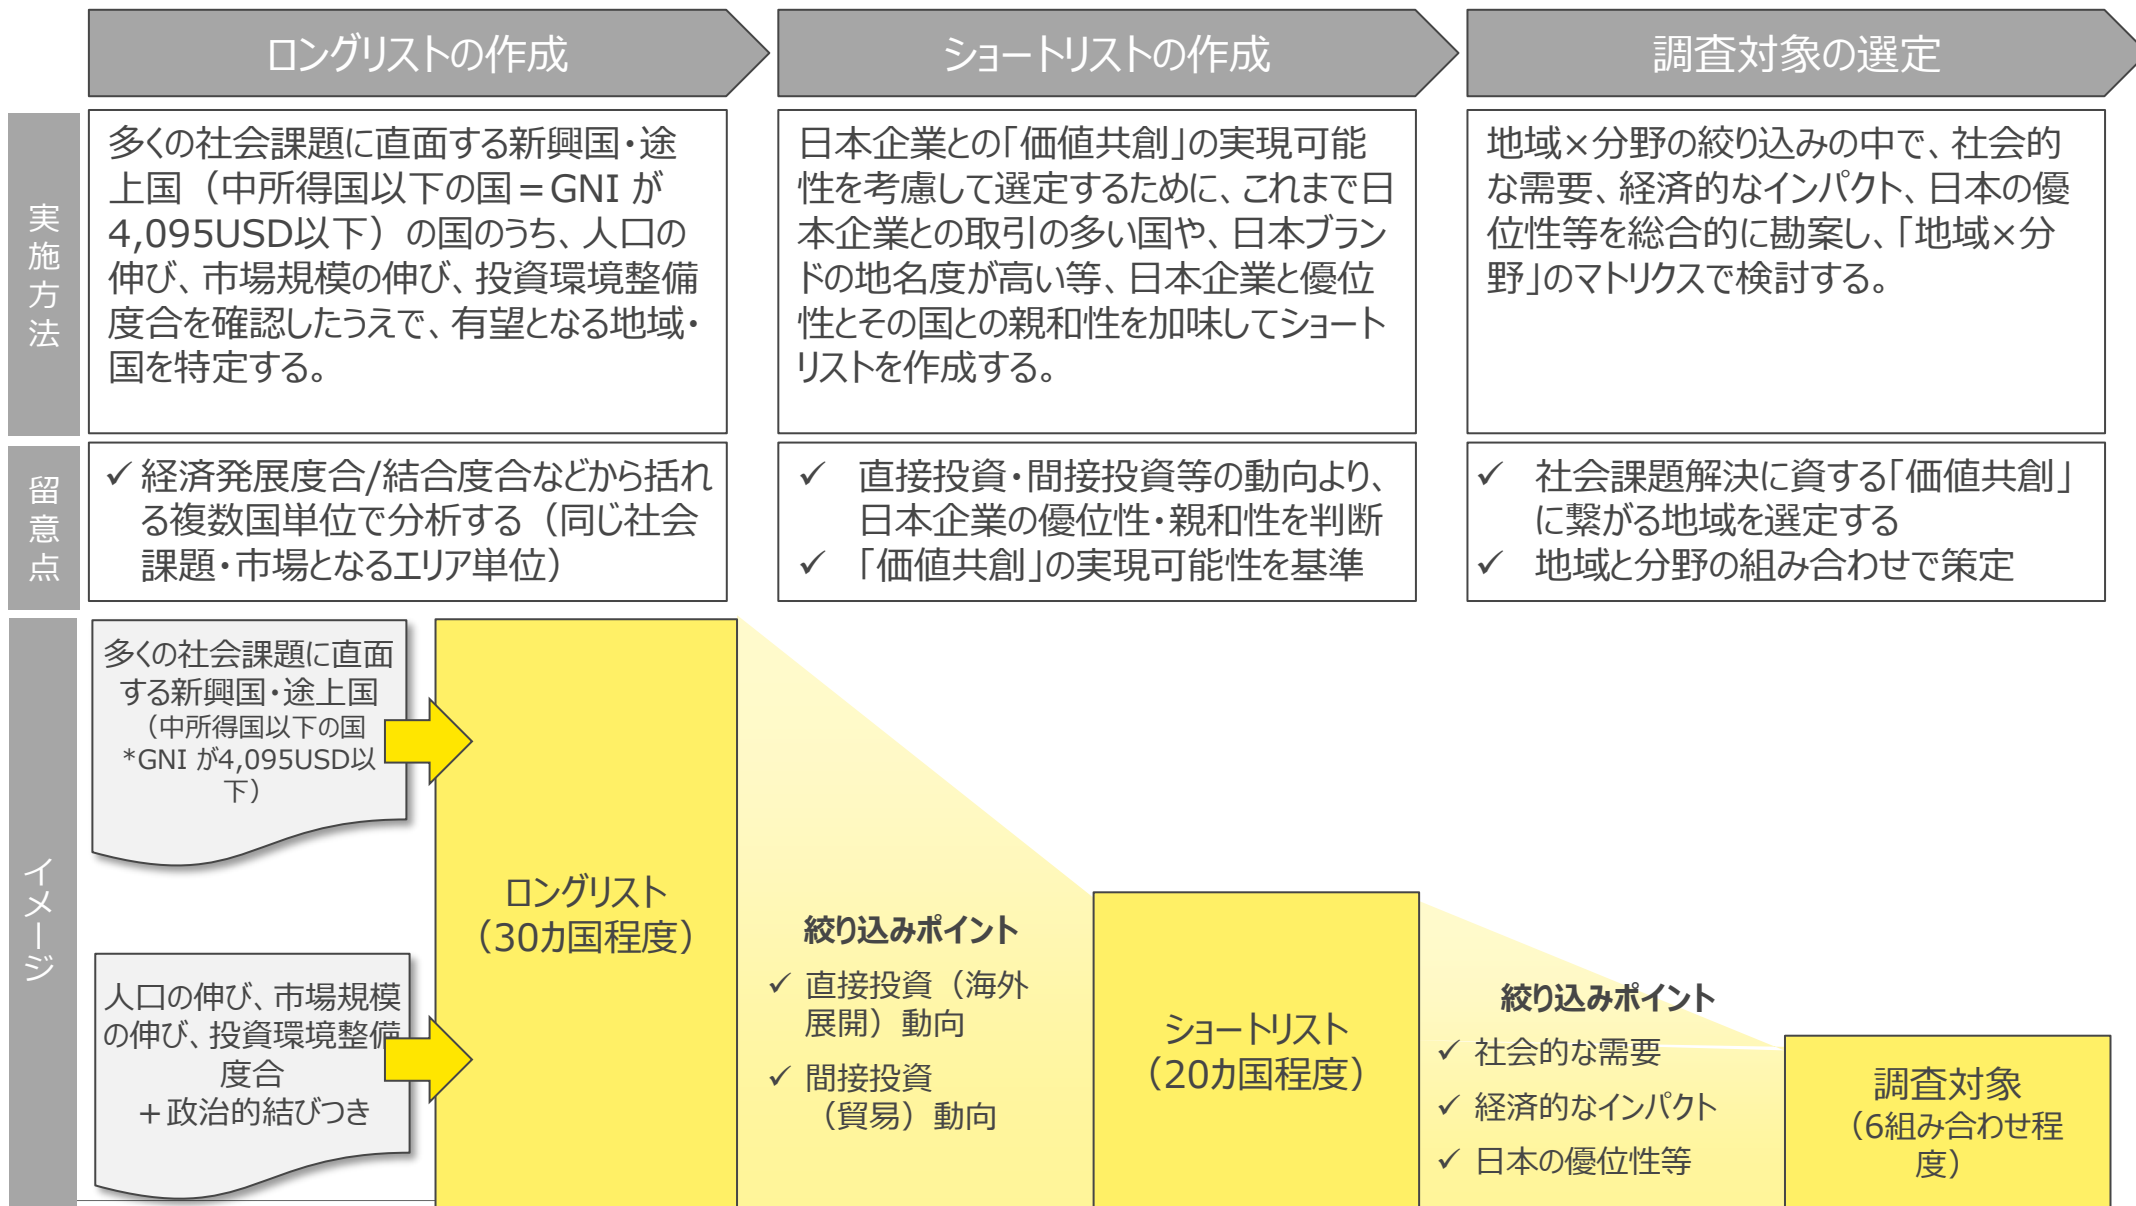 ロングリストの作成
ショートリストの作成
調査対象の選定
実施方法
多くの社会課題に直面する新興国・途
上国（中所得国以下の国＝GNI が
4,095USD以下）の国のうち、人口の
伸び、市場規模の伸び、投資環境整備
度合を確認したうえで、有望となる地域・
国を特定する。
日本企業との「価値共創」の実現可能
性を考慮して選定するために、これまで日
本企業との取引の多い国や、日本ブラン
ドの地名度が高い等、日本企業と優位
性とその国との親和性を加味してショート
リストを作成する。
地域×分野の絞り込みの中で、社会的
な需要、経済的なインパクト、日本の優
位性等を総合的に勘案し、「地域×分
野」のマトリクスで検討する。
留意点
✓ 経済発展度合/結合度合などから括れ
る複数国単位で分析する（同じ社会
課題・市場となるエリア単位）
✓ 直接投資・間接投資等の動向より、
日本企業の優位性・親和性を判断
✓ 「価値共創」の実現可能性を基準
✓ 社会課題解決に資する「価値共創」
に繋がる地域を選定する
✓ 地域と分野の組み合わせで策定
イメージ
多くの社会課題に直面
する新興国・途上国
（中所得国以下の国
*GNI が4,095USD以
下）
人口の伸び、市場規模
の伸び、投資環境整備
度合
＋政治的結びつき
ロングリスト
（30カ国程度）
絞り込みポイント
✓ 直接投資（海外
展開）動向
✓ 間接投資
（貿易）動向
ショートリスト
（20カ国程度）
絞り込みポイント
✓ 社会的な需要
✓ 経済的なインパクト
✓ 日本の優位性等
調査対象
（6組み合わせ程
度）